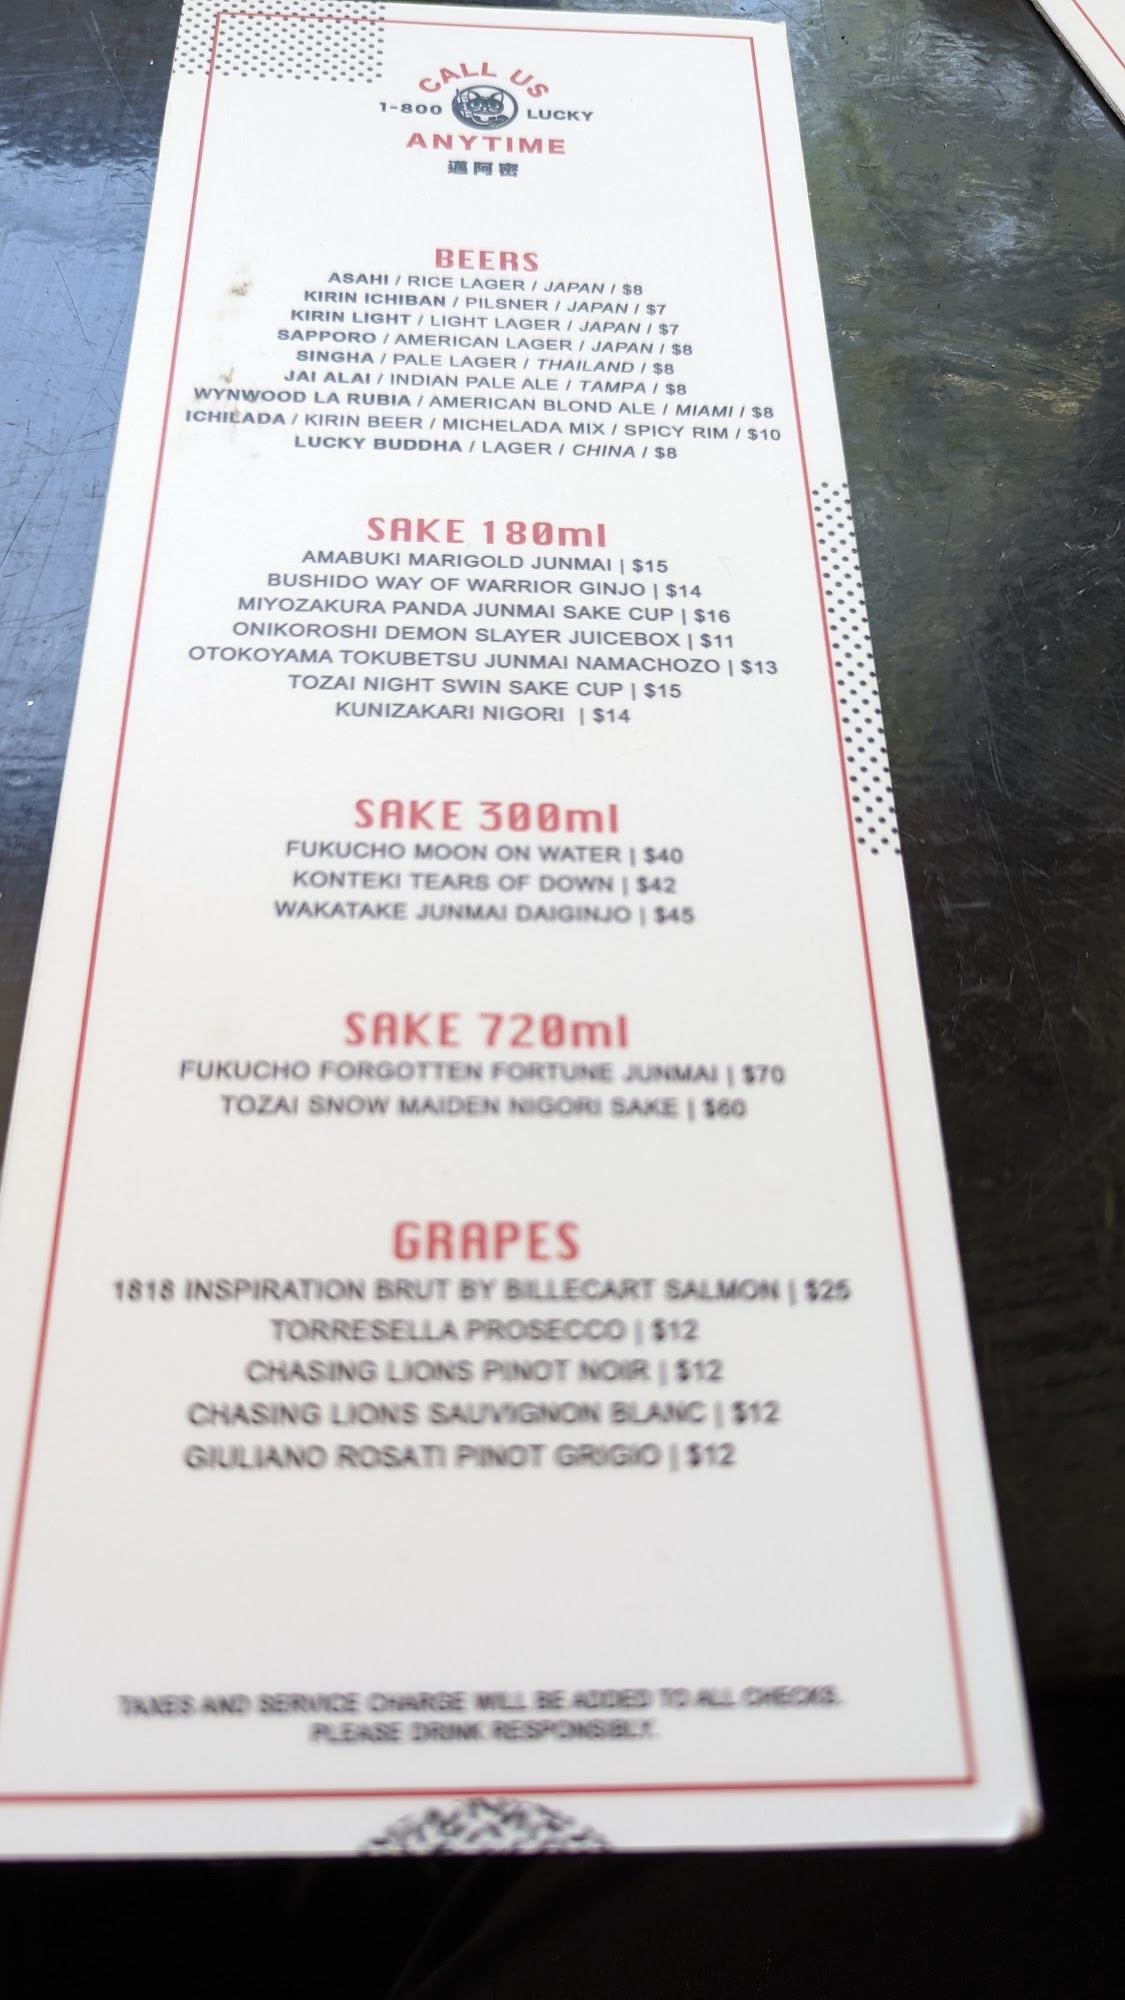 CALL US
1-800 LUCKY
ANYTIME
邁阿密
BEERS
ASAHI / RICE LAGER / JAPAN / $8
KIRIN ICHIBAN / PILSNER / JAPAN / $7
KIRIN LIGHT / LIGHT LAGER / JAPAN / $7
SAPPORO / AMERICAN LAGER / JAPAN / $8
SINGHA / PALE LAGER / THAILAND / $8
JAI ALAI / INDIAN PALE ALE / TAMPA / $8
WYNWOOD LA RUBIA / AMERICAN BLOND ALE / MIAMI / $8
ICHILADA / KIRIN BEER / MICHELADA MIX / SPICY RIM / $10
LUCKY BUDDHA / LAGER / CHINA / $8
SAKE 180ml
AMABUKI MARIGOLD JUNMAI | $15
BUSHIDO WAY OF WARRIOR GINJO | $14
MIYOZAKURA PANDA JUNMAI SAKE CUP | $16
ONIKOROSHI DEMON SLAYER JUICEBOX | $11
OTOKOYAMA TOKUBETSU JUNMAI NAMACHOZO | $13
TOZAI NIGHT SWIN SAKE CUP | $15
KUNIZAKARI NIGORI | $14
SAKE 300ml
FUKUCHO MOON ON WATER | $40
KONTEKI TEARS OF DOWN | $42
WAKATAKE JUNMAI DAIGINJO | $45
SAKE 720ml
FUKUCHO FORGOTTEN FORTUNE JUNMAI | $70
TOZAI SNOW MAIDEN NIGORI SAKE | $60
GRAPES
1818 INSPIRATION BRUT BY BILLECART SALMON | $25
TORRESELLA PROSECCO | $12
CHASING LIONS PINOT NOIR | $12
CHASING LIONS SAUVIGNON BLANC | $12
GIULIANO ROSATI PINOT GRIGIO | $12
TAXES AND SERVICE CHARGE WILL BE ADDED TO ALL CHECKS.
PLEASE DRINK RESPONSIBLY.